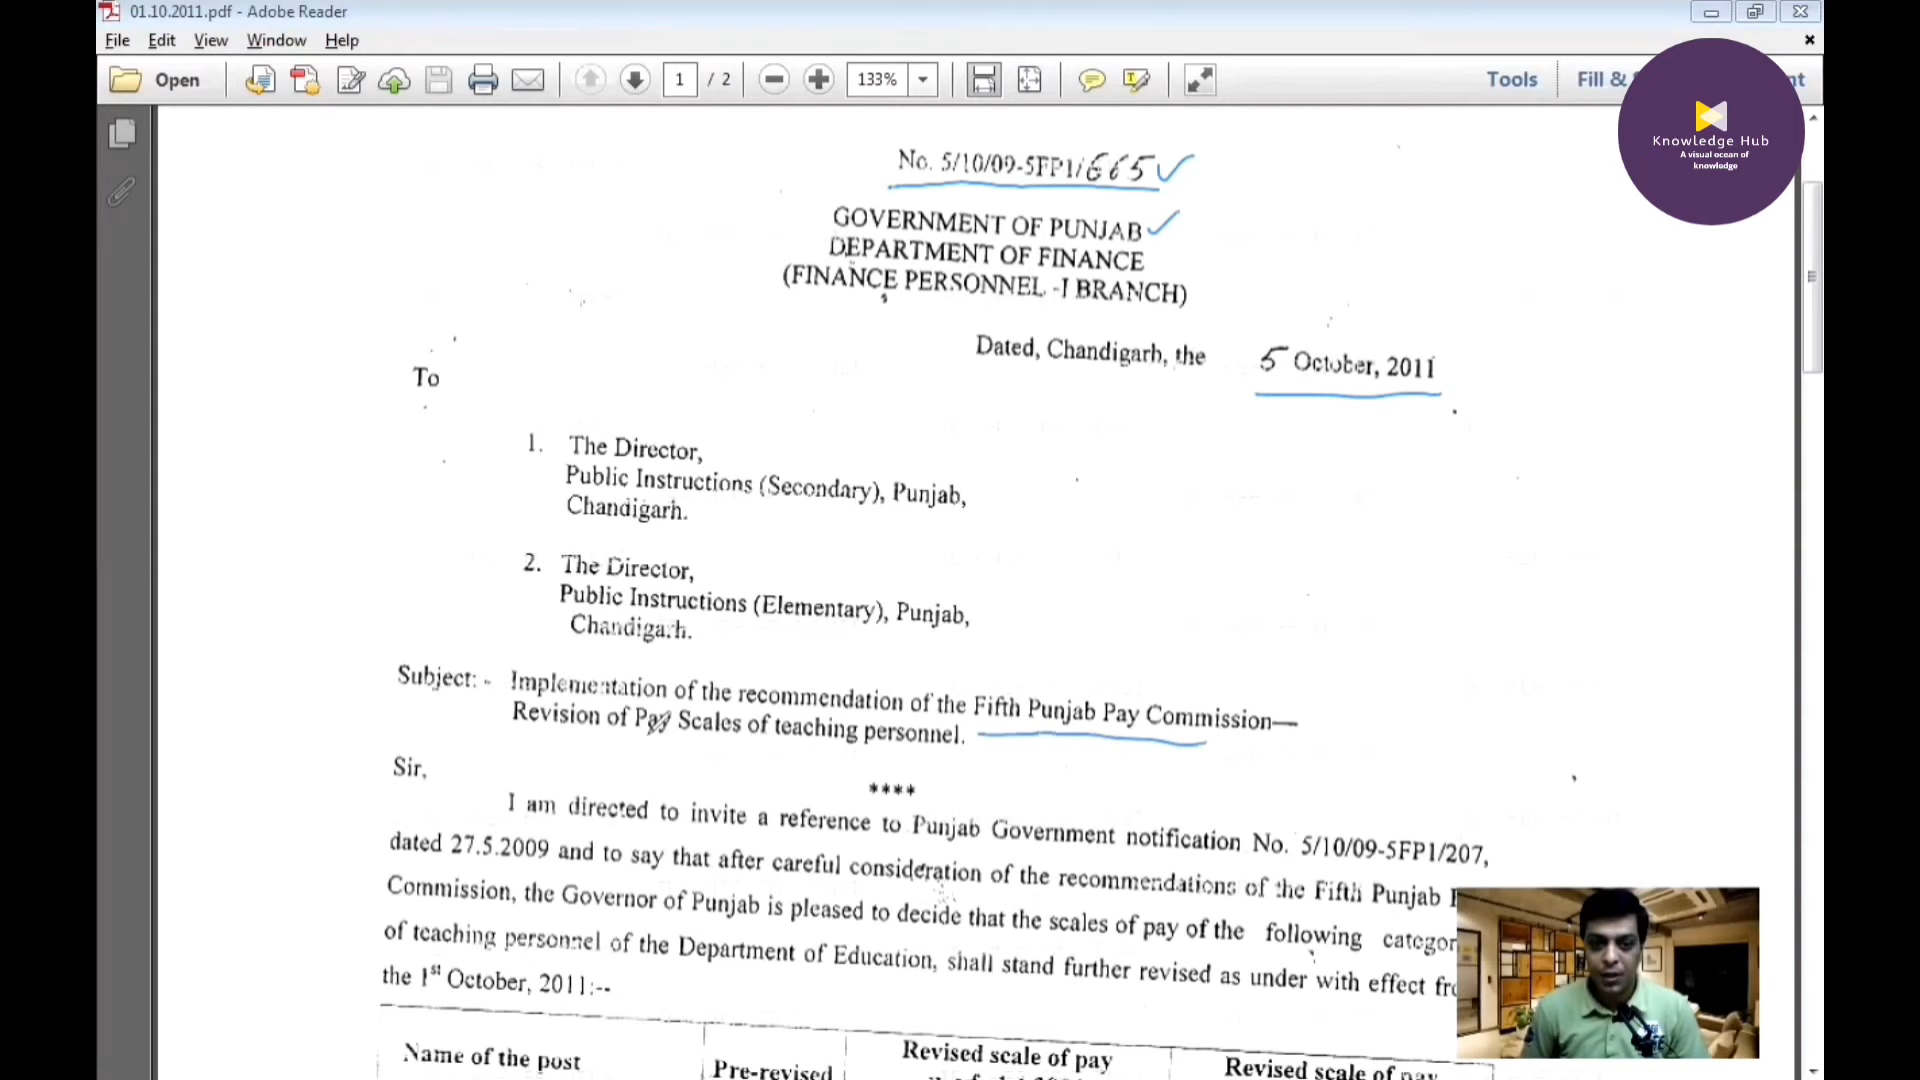 01.10.2011.pdf - Adobe Reader
File Edit View Window Help
Open 1 / 2 133% Tools Fill &
Knowledge Hub
A visual ocean of
knowledge
No. 5/10/09-5FP1/665
GOVERNMENT OF PUNJAB
DEPARTMENT OF FINANCE
(FINANCE PERSONNEL -I BRANCH)
Dated, Chandigarh, the 5 October, 2011
To
1. The Director,
Public Instructions (Secondary), Punjab,
Chandigarh.
2. The Director,
Public Instructions (Elementary), Punjab,
Chandigarh.
Subject: - Implementation of the recommendation of the Fifth Punjab Pay Commission—
Revision of Pay Scales of teaching personnel.
Sir,
****
I am directed to invite a reference to Punjab Government notification No. 5/10/09-5FP1/207,
dated 27.5.2009 and to say that after careful consideration of the recommendations of the Fifth Punjab
Commission, the Governor of Punjab is pleased to decide that the scales of pay of the following categor
of teaching personnel of the Department of Education, shall stand further revised as under with effect fr
the 1st October, 2011:--
Name of the post Pre-revised Revised scale of pay Revised scale of pay